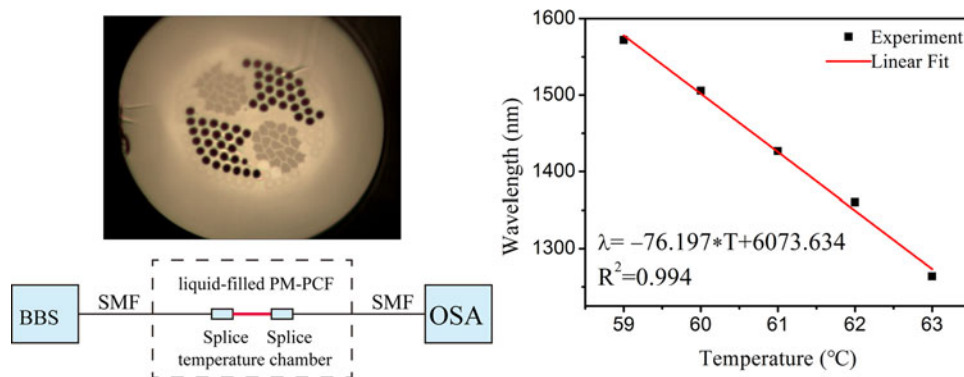 BBS
SMF
liquid-filled PM-PCF
Splice Splice
temperature chamber
SMF
OSA
Wavelength (nm)
1600
1500
1400
1300
Experiment
Linear Fit
λ= −76.197*T+6073.634
R²=0.994
59 60 61 62 63
Temperature (°C)